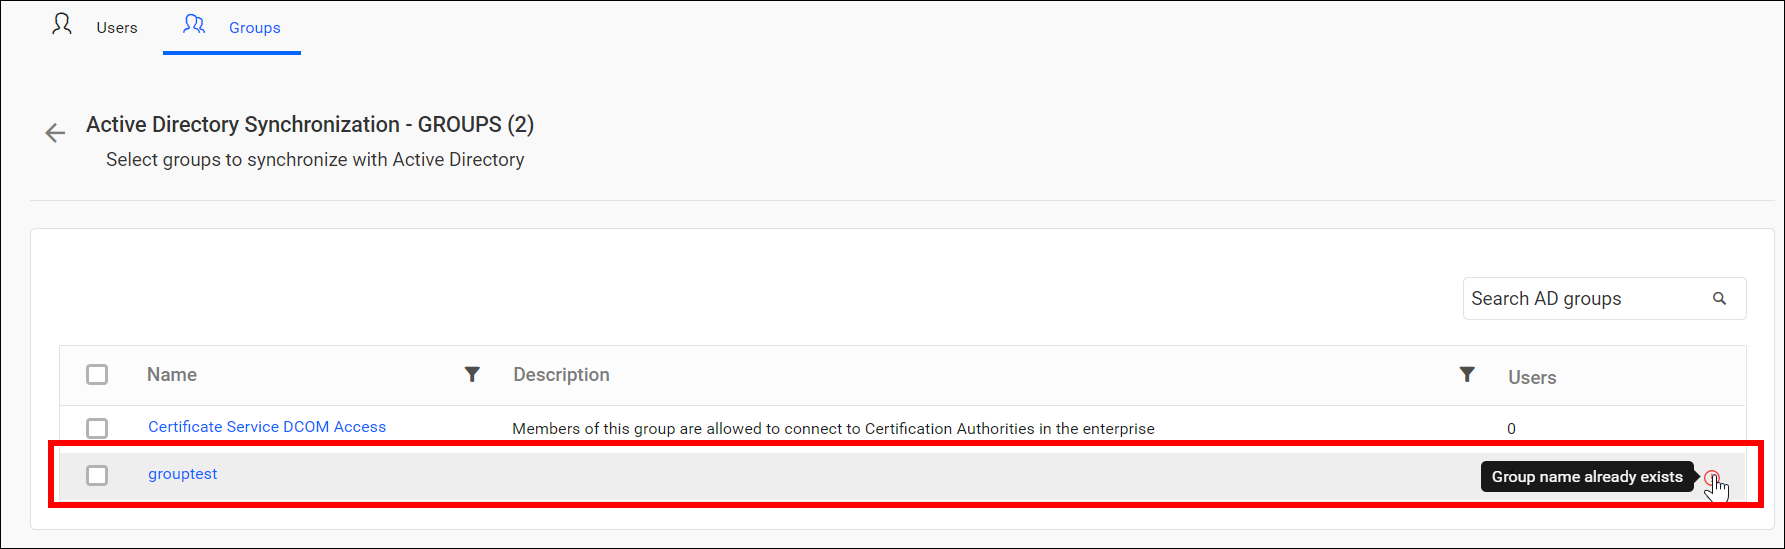 Users Groups
Active Directory Synchronization - GROUPS (2)
Select groups to synchronize with Active Directory
Search AD groups
Name Description Users
Certificate Service DCOM Access Members of this group are allowed to connect to Certification Authorities in the enterprise 0
grouptest Group name already exists